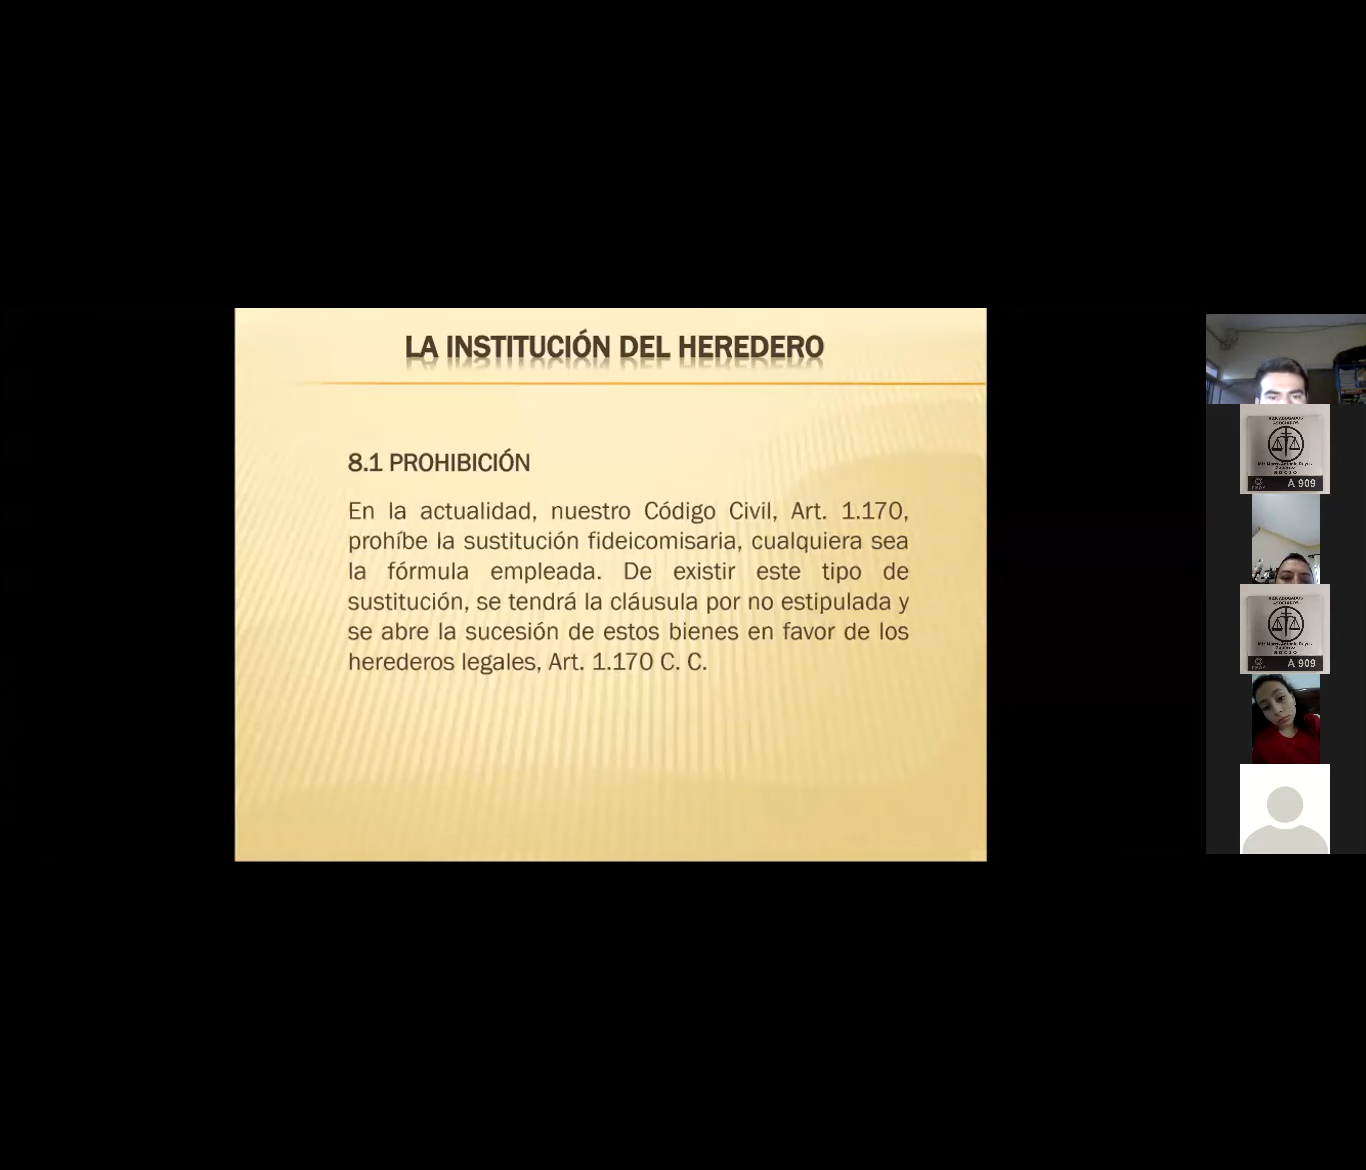 LA INSTITUCIÓN DEL HEREDERO
8.1 PROHIBICIÓN
En la actualidad, nuestro Código Civil, Art. 1.170,
prohíbe la sustitución fideicomisaria, cualquiera sea
la fórmula empleada. De existir este tipo de
sustitución, se tendrá la cláusula por no estipulada y
se abre la sucesión de estos bienes en favor de los
herederos legales, Art. 1.170 C. C.
ASOCIADOS
A 909
ASOCIADOS
A 909